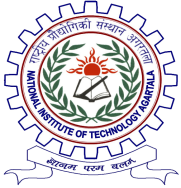 राष्ट्रीय प्रौद्योगिकी संस्थान अगरतला
NATIONAL INSTITUTE OF TECHNOLOGY AGARTALA
ज्ञानम परम बलम